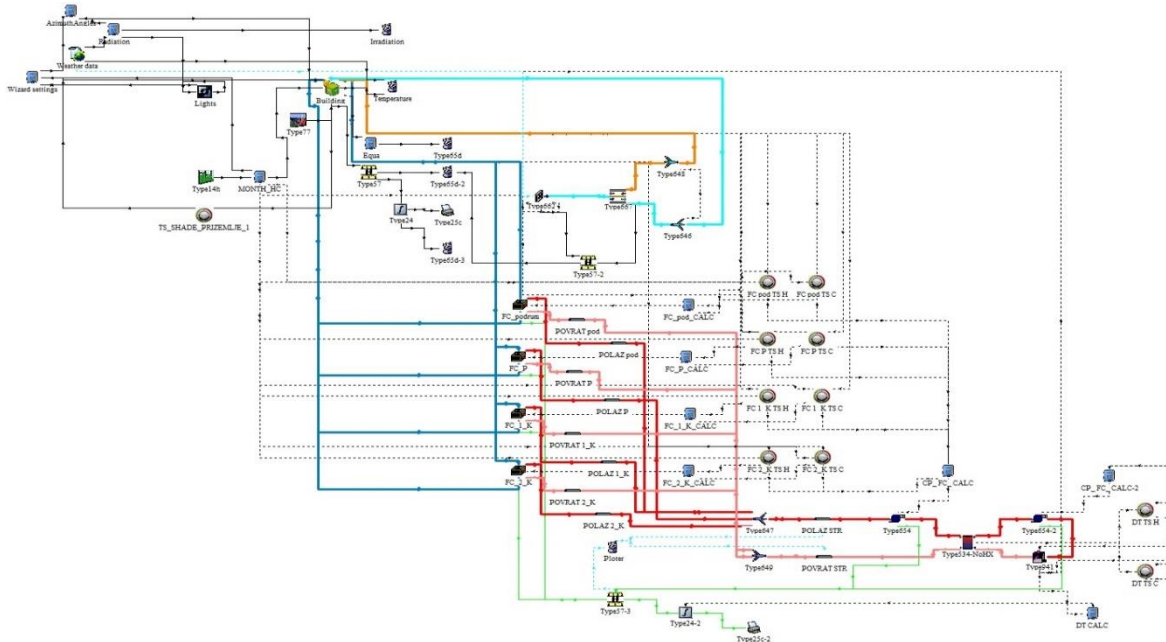 AzimuthAngles
Radiation
Irradiation
Weather data
Wizard settings
Lights
Building
Temperature
Type77
Equa
Type65d
Type648
Type14h
MONTH_HC
Type57
Type65d-2
Type662
Type667
TS_SHADE_PRIZEMLJE_1
Type24
Type25c
Type646
Type65d-3
Type57-2
FC pod TS H
FC pod TS C
FC_podrum
FC_pod_CALC
POVRAT pod
FC P TS H
FC P TS C
POLAZ pod
FC_P
FC_P_CALC
POVRAT P
FC 1_K TS H
FC 1_K TS C
POLAZ P
FC_1_K
FC_1_K_CALC
POVRAT 1_K
FC 2_K TS H
FC 2_K TS C
POLAZ 1_K
FC_2_K
FC_2_K_CALC
CP_FC_CALC
CP_FC_CALC-2
POVRAT 2_K
POLAZ 2_K
Type647
POLAZ STR
Type654
Type654-2
DT TS H
Ploter
Type649
POVRAT STR
Type534-NoHX
Type941
DT TS C
Type57-3
Type24-2
Type25c-2
DT CALC